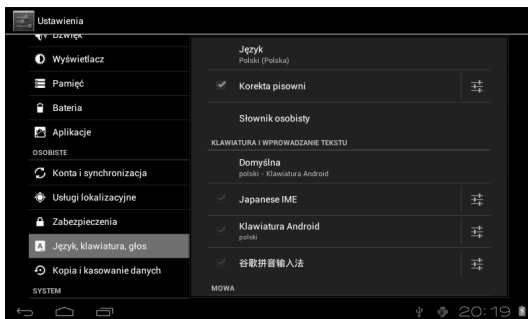 Ustawienia
Dźwięk
Wyświetlacz
Pamięć
Bateria
Aplikacje
OSOBISTE
Konta i synchronizacja
Usługi lokalizacyjne
Zabezpieczenia
Język, klawiatura, głos
Kopia i kasowanie danych
SYSTEM
Język
Polski (Polska)
Korekta pisowni
Słownik osobisty
KLAWIATURA I WPROWADZANIE TEKSTU
Domyślna
polski - Klawiatura Android
Japanese IME
Klawiatura Android
polski
谷歌拼音输入法
MOWA
20:19